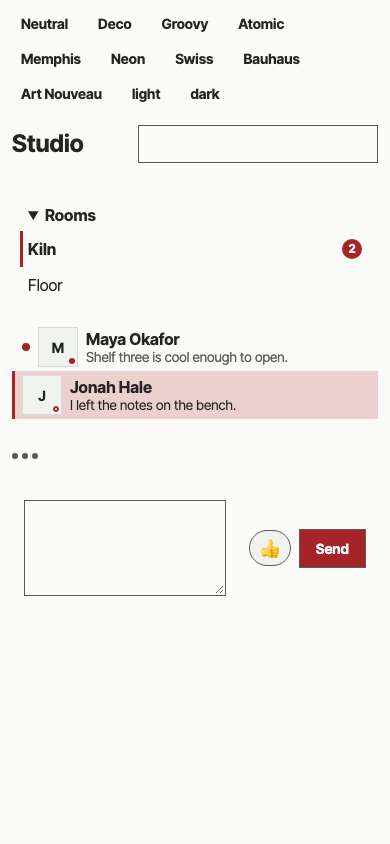 Neutral Deco Groovy Atomic
Memphis Neon Swiss Bauhaus
Art Nouveau light dark
Studio
▼ Rooms
Kiln 2
Floor
M Maya Okafor
Shelf three is cool enough to open.
J Jonah Hale
I left the notes on the bench.
👍 Send